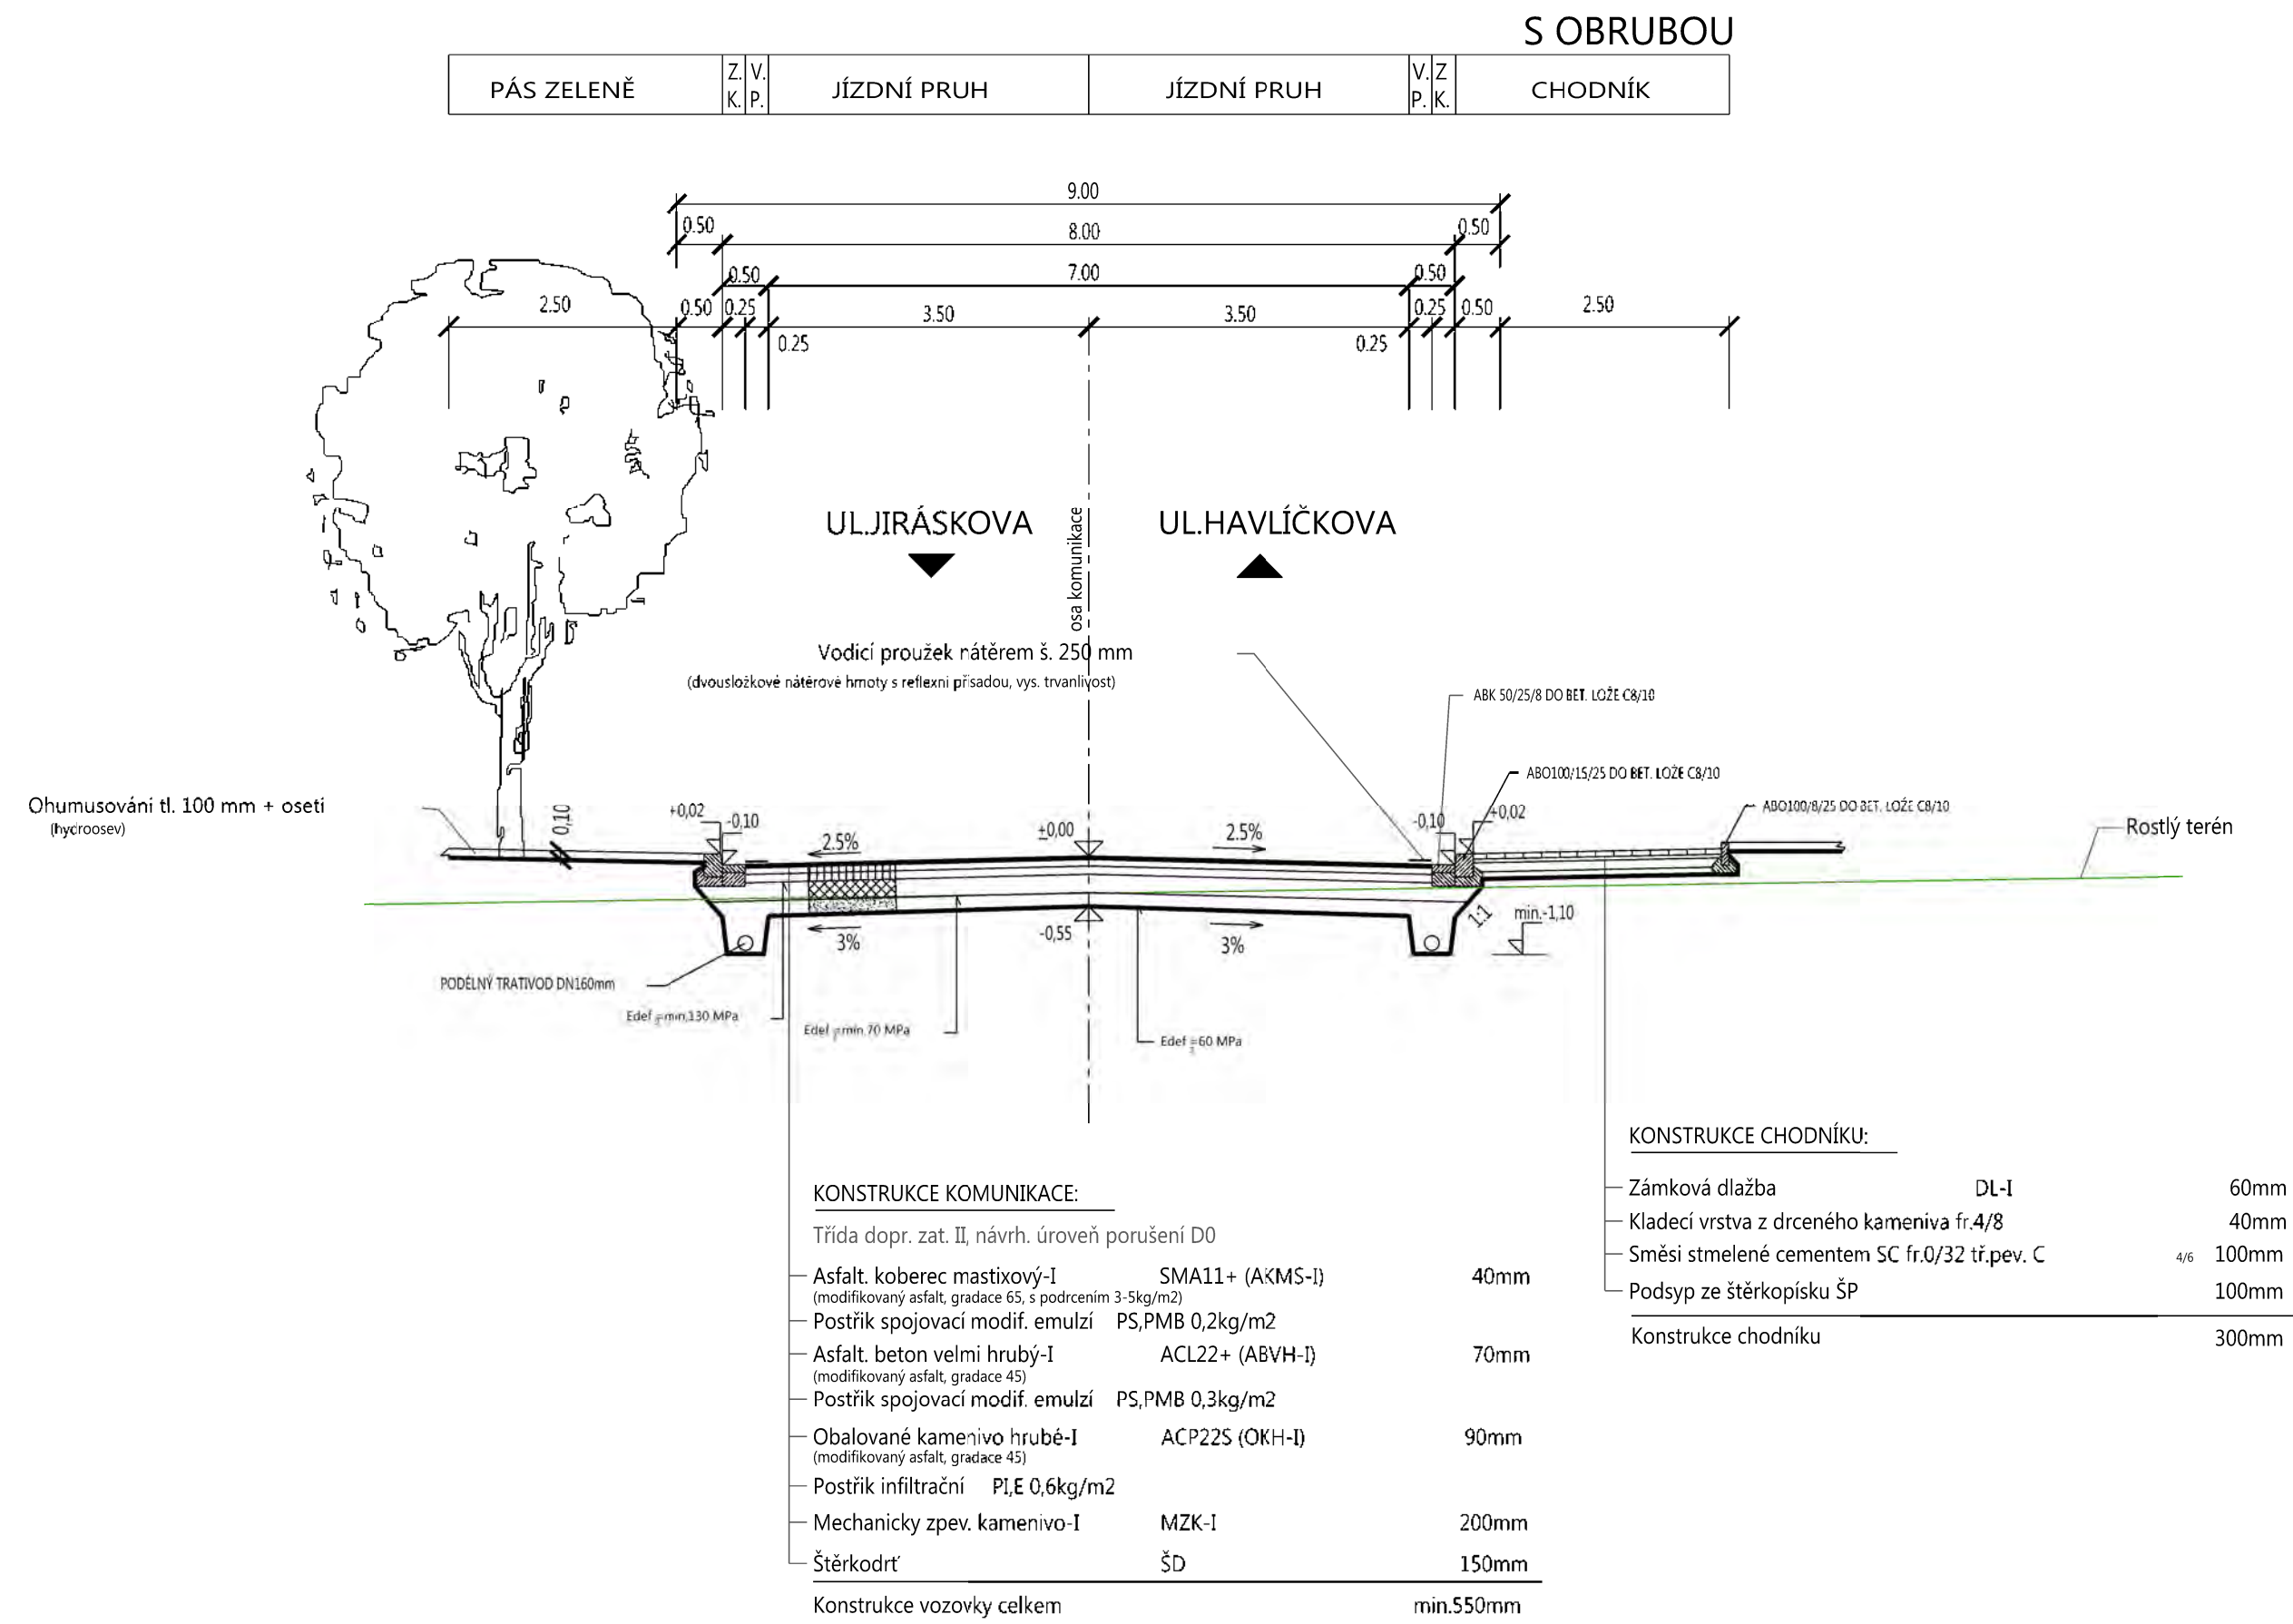 S OBRUBOU
PÁS ZELENĚ Z. K. V. P. JÍZDNÍ PRUH JÍZDNÍ PRUH V. P. Z K. CHODNÍK
9.00
0.50 8.00 0.50
0.50 7.00 0.50
2.50 0.50 0.25 3.50 3.50 0.25 0.50 2.50
0.25 0.25
UL.JIRÁSKOVA UL.HAVLÍČKOVA
osa komunikace
Vodicí proužek nátěrem š. 250 mm
(dvousložkové nátěrové hmoty s reflexni přisadou, vys. trvanlivost)
ABK 50/25/8 DO BET. LOŽE C8/10
ABO100/15/25 DO BET. LOŽE C8/10
ABO100/8/25 DO BET. LOŽE C8/10
Ohumusování tl. 100 mm + osetí
(hydroosev)
0,10
+0,02 -0,10 2.5% ±0,00 2.5% -0,10 +0,02
Rostlý terén
3% -0,55 3% 1:1 min.-1,10
PODÉLNÝ TRATIVOD DN160mm
Edef 2=min.130 MPa
Edef =min.70 MPa
Edef 2=60 MPa
KONSTRUKCE CHODNÍKU:
Zámková dlažba DL-I 60mm
Kladecí vrstva z drceného kameniva fr.4/8 40mm
Směsi stmelené cementem SC fr.0/32 tř.pev. C 4/6 100mm
Podsyp ze štěrkopísku ŠP 100mm
Konstrukce chodníku 300mm
KONSTRUKCE KOMUNIKACE:
Třída dopr. zat. II, návrh. úroveň porušení D0
Asfalt. koberec mastixový-I SMA11+ (AKMS-I) 40mm
(modifikovaný asfalt, gradace 65, s podrcením 3-5kg/m2)
Postřik spojovací modif. emulzí PS,PMB 0,2kg/m2
Asfalt. beton velmi hrubý-I ACL22+ (ABVH-I) 70mm
(modifikovaný asfalt, gradace 45)
Postřik spojovací modif. emulzí PS,PMB 0,3kg/m2
Obalované kamenivo hrubé-I ACP22S (OKH-I) 90mm
(modifikovaný asfalt, gradace 45)
Postřik infiltrační PI,E 0,6kg/m2
Mechanicky zpev. kamenivo-I MZK-I 200mm
Štěrkodrť ŠD 150mm
Konstrukce vozovky celkem min.550mm